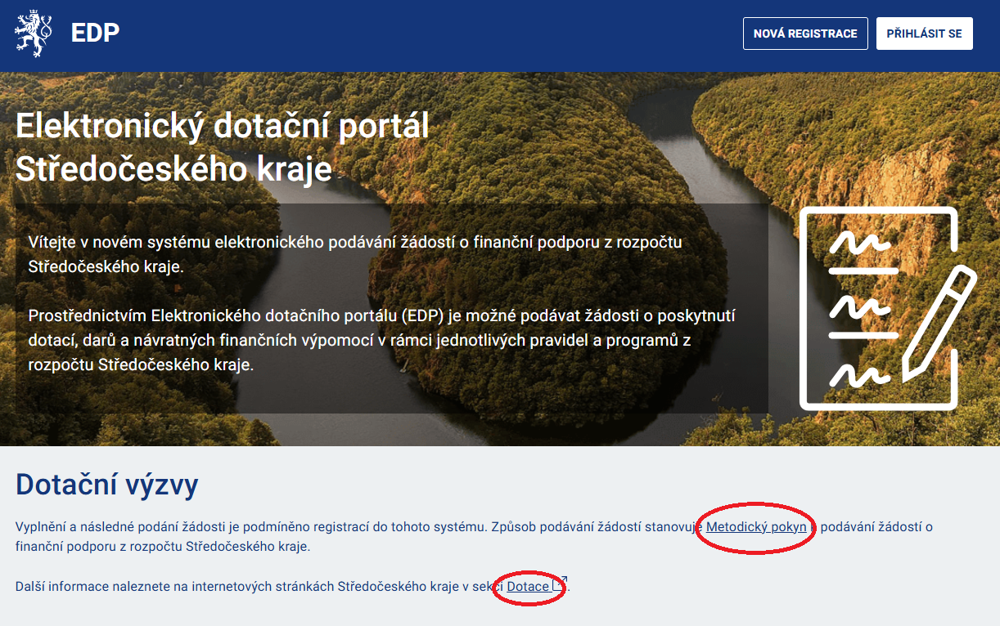 EDP
NOVÁ REGISTRACE
PŘIHLÁSIT SE
Elektronický dotační portál
Středočeského kraje
Vítejte v novém systému elektronického podávání žádostí o finanční podporu z rozpočtu
Středočeského kraje.
Prostřednictvím Elektronického dotačního portálu (EDP) je možné podávat žádosti o poskytnutí
dotací, darů a návratných finančních výpomocí v rámci jednotlivých pravidel a programů z
rozpočtu Středočeského kraje.
Dotační výzvy
Vyplnění a následné podání žádosti je podmíněno registrací do tohoto systému. Způsob podávání žádostí stanovuje Metodický pokyn k podávání žádostí o
finanční podporu z rozpočtu Středočeského kraje.
Další informace naleznete na internetových stránkách Středočeského kraje v sekci Dotace.